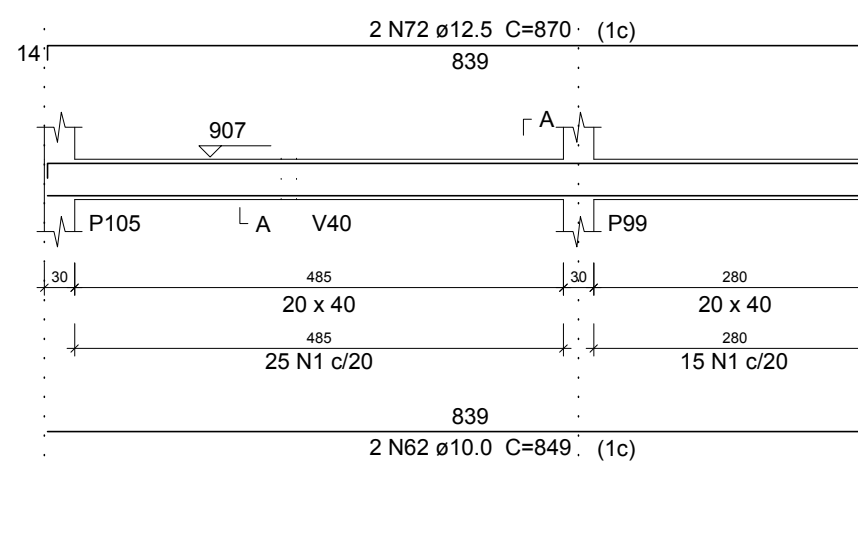 2 N72 ø12.5 C=870 (1c)
14
839
907
A
P105
A
V40
P99
30
485
30
280
20 x 40
20 x 40
485
280
25 N1 c/20
15 N1 c/20
839
2 N62 ø10.0 C=849 (1c)